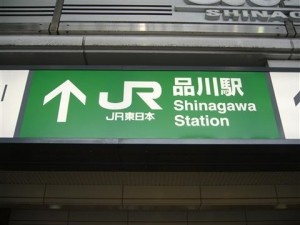 SHINAGA
↑ JR 品川駅
JR東日本 Shinagawa
Station